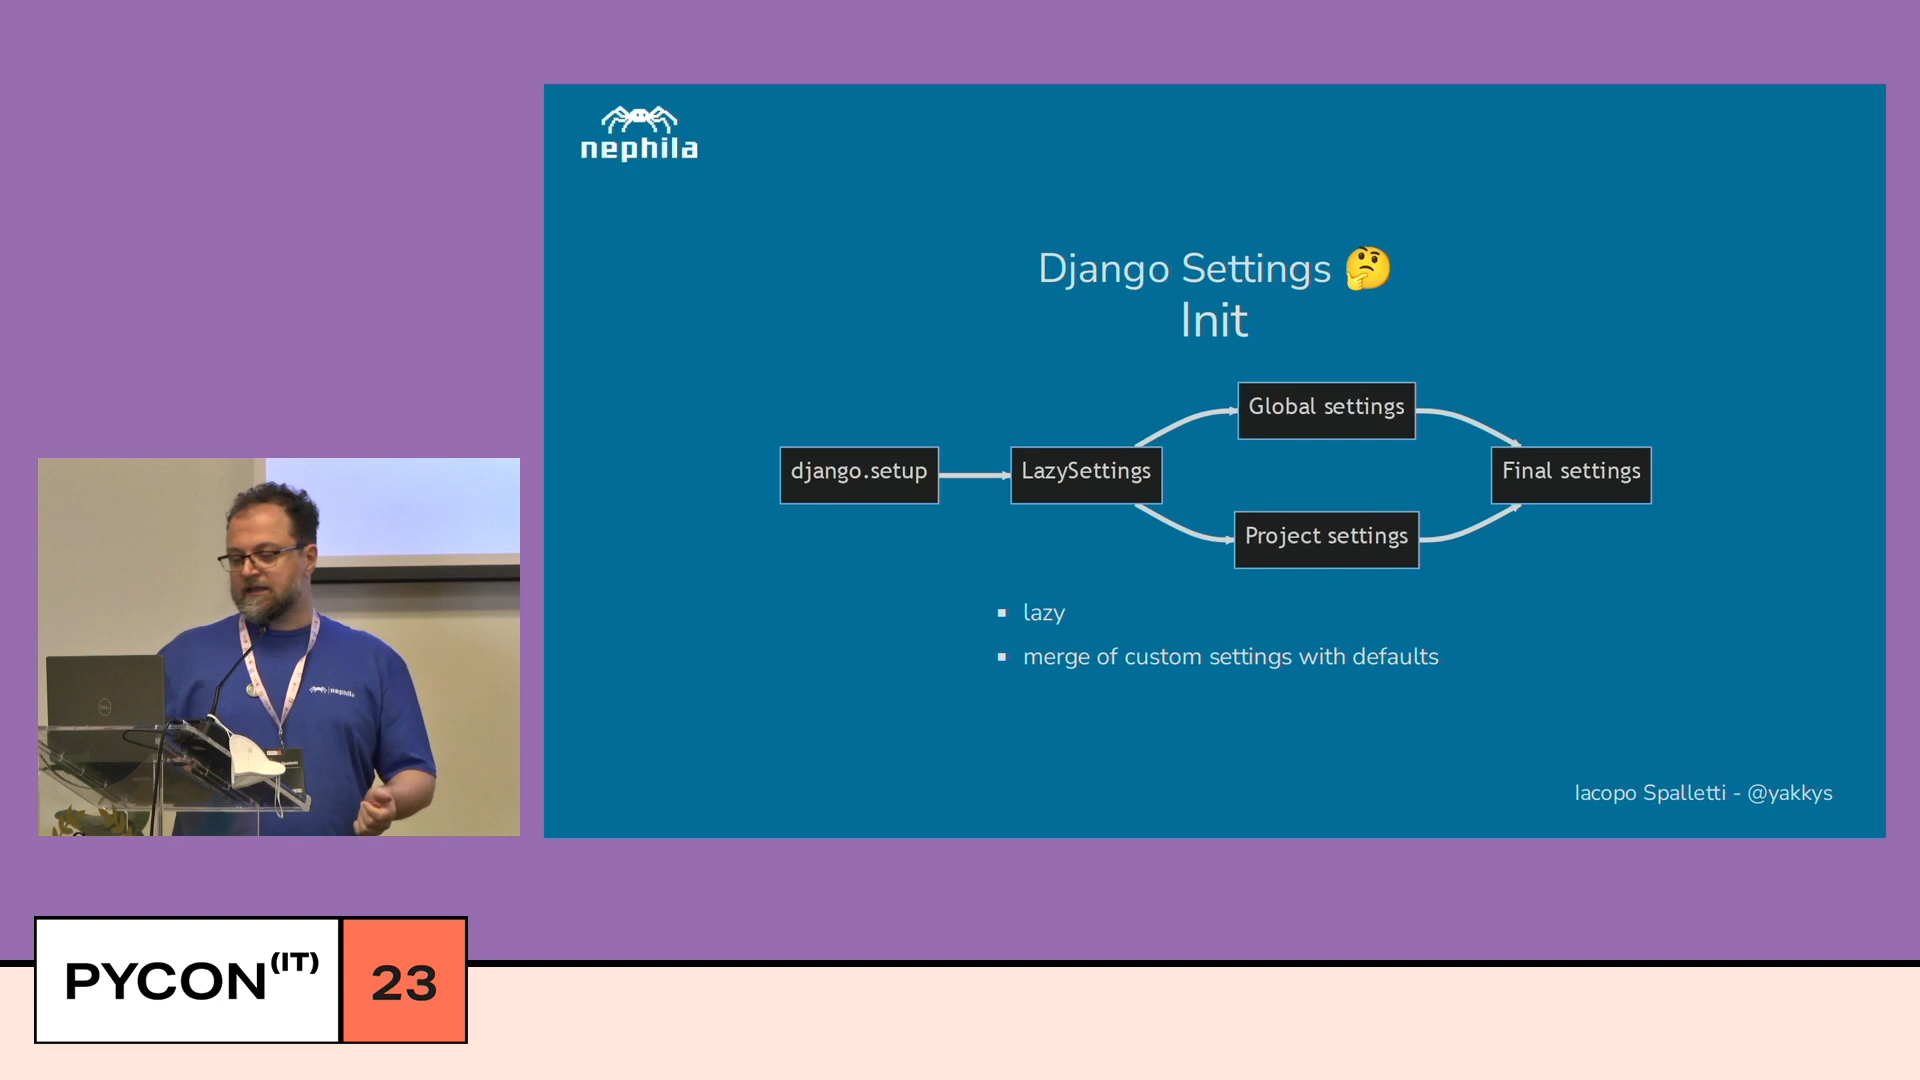 nephila
Django Settings 🤔
Init
django.setup
LazySettings
Global settings
Project settings
Final settings
▪ lazy
▪ merge of custom settings with defaults
Iacopo Spalletti - @yakkys
nephila
PYCON(IT) 23